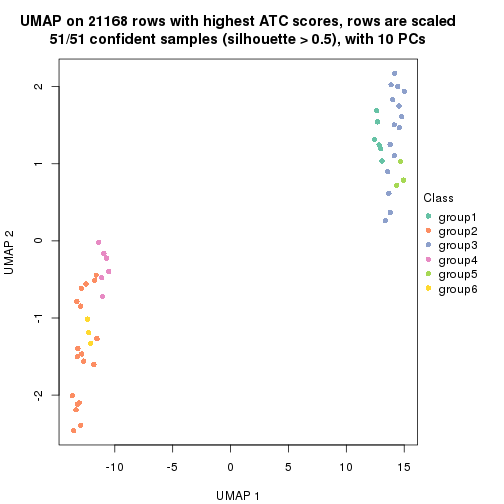 UMAP on 21168 rows with highest ATC scores, rows are scaled
51/51 confident samples (silhouette > 0.5), with 10 PCs
2
1
0
-1
-2
UMAP 2
-10
-5
0
5
10
15
UMAP 1
Class
group1
group2
group3
group4
group5
group6